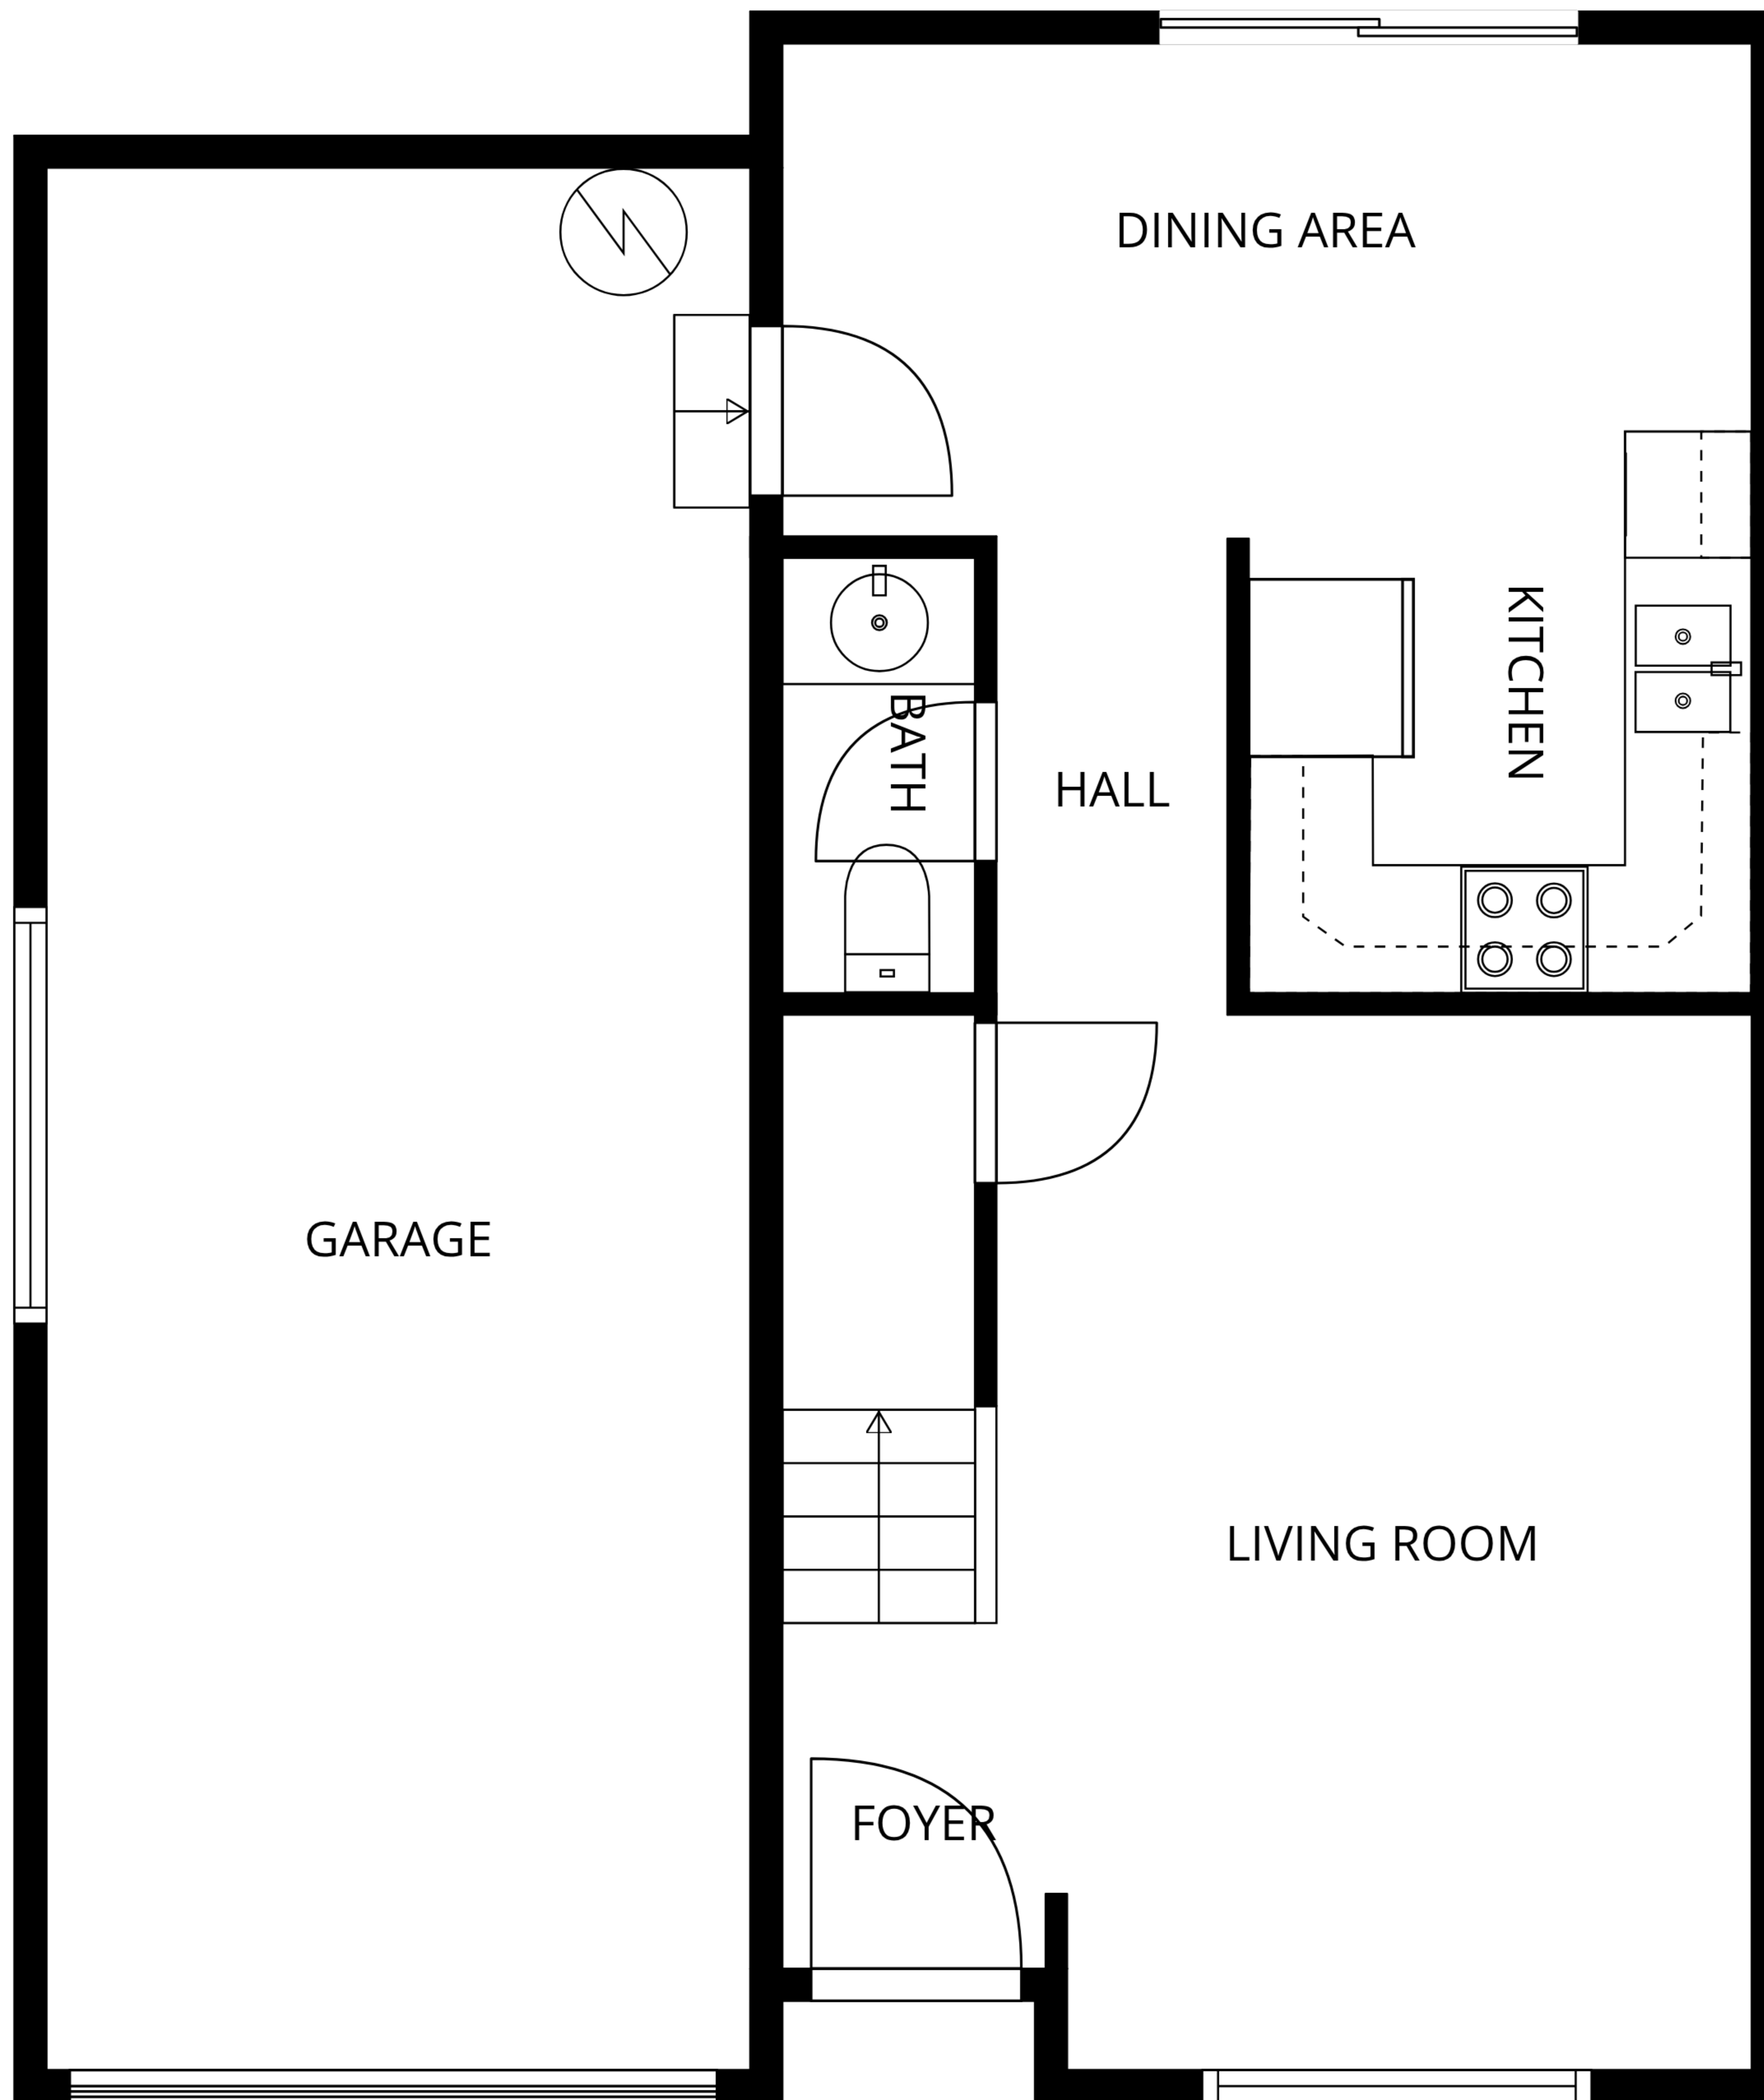 DINING AREA
KITCHEN
BATH
HALL
GARAGE
LIVING ROOM
FOYER